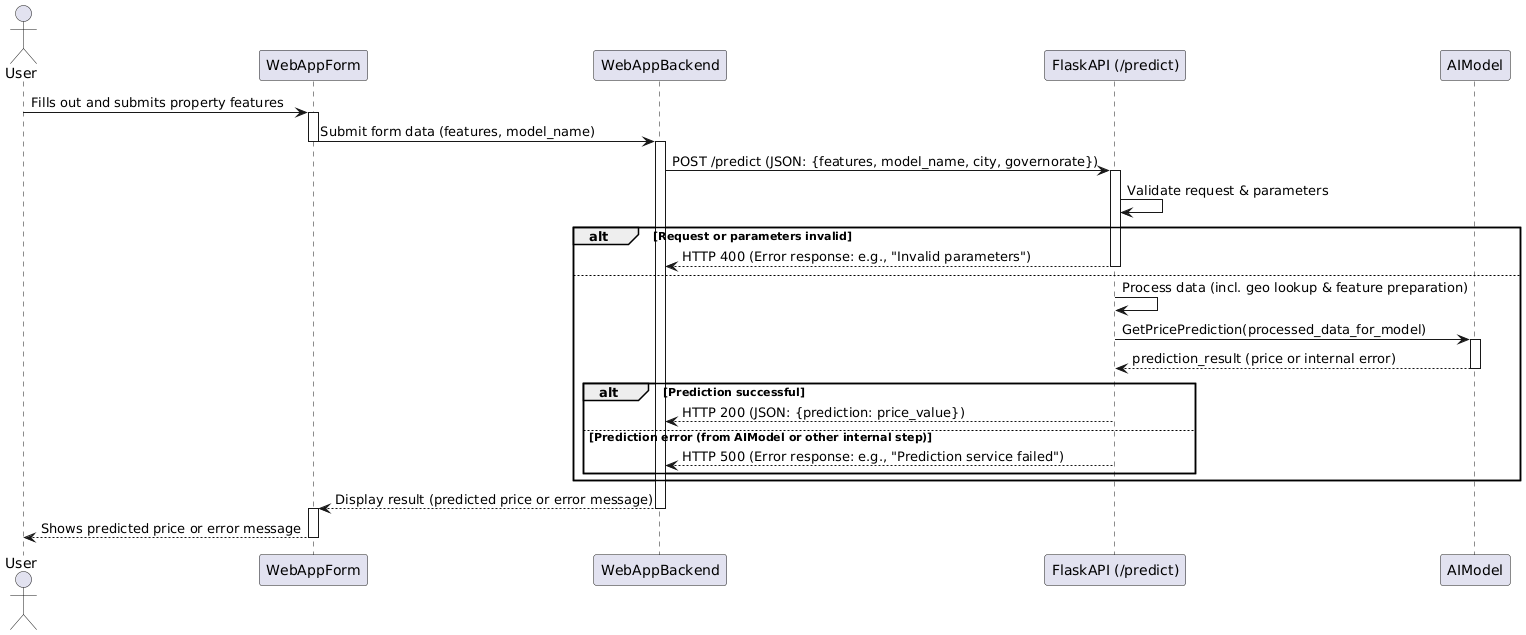 User
WebAppForm
WebAppBackend
FlaskAPI (/predict)
AIModel
Fills out and submits property features
Submit form data (features, model_name)
POST /predict (JSON: {features, model_name, city, governorate})
Validate request & parameters
alt
[Request or parameters invalid]
HTTP 400 (Error response: e.g., "Invalid parameters")
Process data (incl. geo lookup & feature preparation)
GetPricePrediction(processed_data_for_model)
prediction_result (price or internal error)
alt
[Prediction successful]
HTTP 200 (JSON: {prediction: price_value})
[Prediction error (from AIModel or other internal step)]
HTTP 500 (Error response: e.g., "Prediction service failed")
Display result (predicted price or error message)
Shows predicted price or error message
User
WebAppForm
WebAppBackend
FlaskAPI (/predict)
AIModel